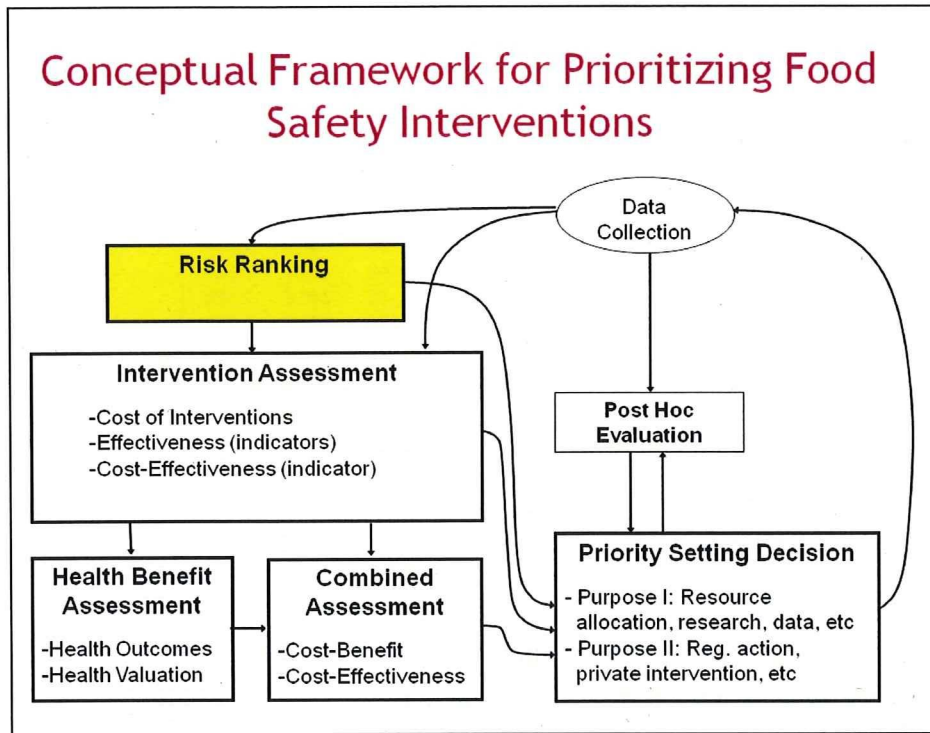 Conceptual Framework for Prioritizing Food
Safety Interventions
Data
Collection
Risk Ranking
Intervention Assessment
-Cost of Interventions
-Effectiveness (indicators)
-Cost-Effectiveness (indicator)
Post Hoc
Evaluation
Health Benefit
Assessment
-Health Outcomes
-Health Valuation
Combined
Assessment
-Cost-Benefit
-Cost-Effectiveness
Priority Setting Decision
- Purpose I: Resource
allocation, research, data, etc
- Purpose II: Reg. action,
private intervention, etc